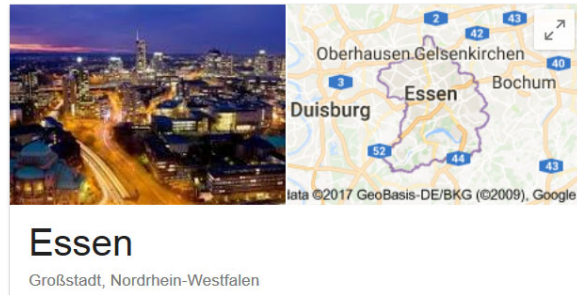 2
43
42
Oberhausen Gelsenkirchen
40
3
Essen
Bochum
Duisburg
52
44
43
lata ©2017 GeoBasis-DE/BKG (©2009), Google
Essen
Großstadt, Nordrhein-Westfalen